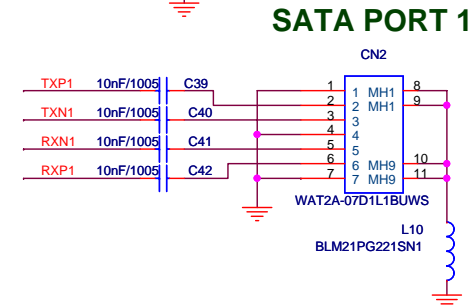 SATA PORT 1
CN2
TXP1 10nF/1005 C39
TXN1 10nF/1005 C40
RXN1 10nF/1005 C41
RXP1 10nF/1005 C42
1 1 MH1 8
2 2 MH1 9
3 3
4 4
5 5
6 6 MH9 10
7 7 MH9 11
WAT2A-07D1L1BUWS
L10
BLM21PG221SN1